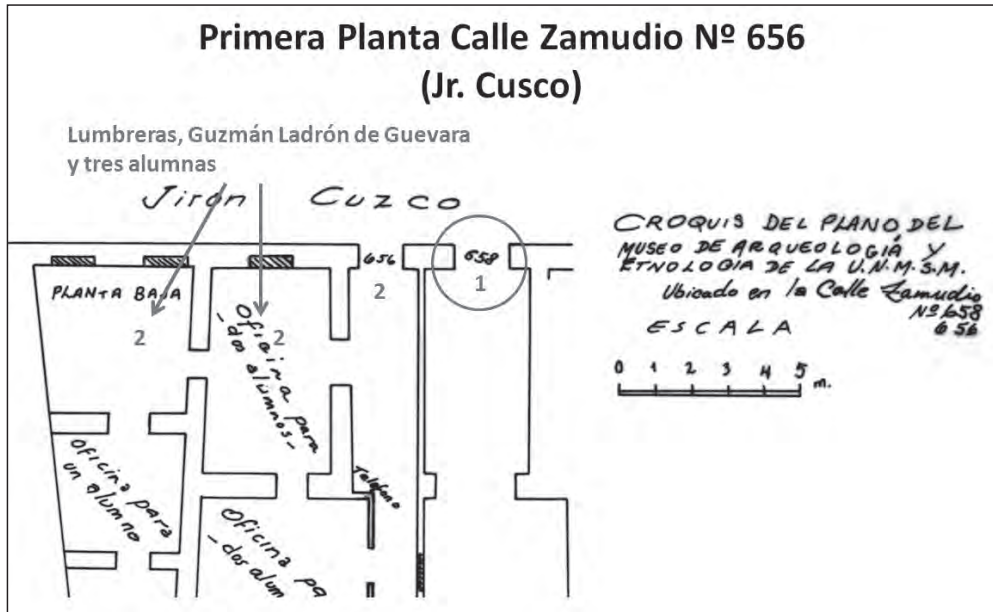 Primera Planta Calle Zamudio Nº 656
(Jr. Cusco)
Lumbreras, Guzmán Ladrón de Guevara
y tres alumnas
Jirón Cuzco
656
658
2
1
PLANTA BAJA
2
2
Oficina para
-dos alumnos-
Oficina para
un alumno
Teléfono
Oficina pa
-dos alum
CROQUIS DEL PLANO DEL
MUSEO DE ARQUEOLOGIÁ Y
ETNOLOGIA DE LA U.N.M.S.M.
Ubicado en la Calle Zamudio
Nº 658
656
ESCALA
0 1 2 3 4 5 m.